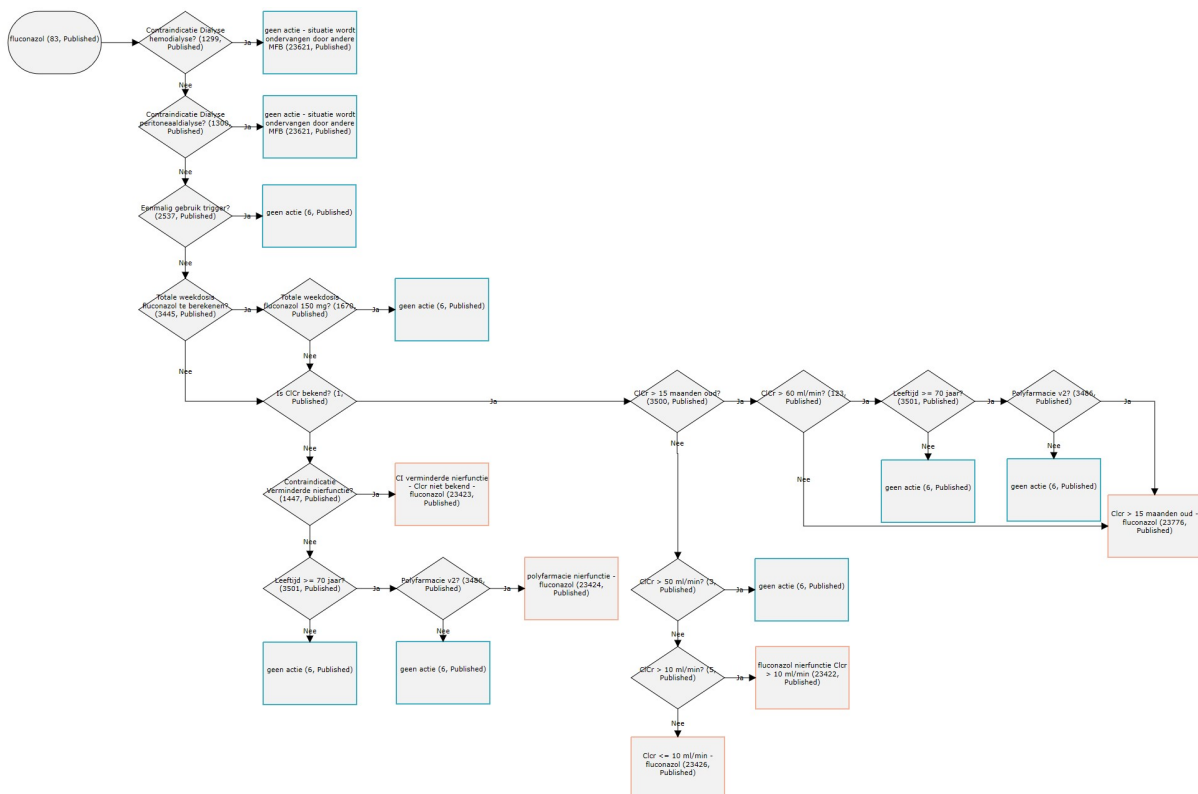 fluconazol (83, Published)
Contraindicatie Dialyse
hemodialyse? (1299,
Published)
Ja
geen actie - situatie wordt
ondervangen door andere
MFB (23621, Published)
Nee
Contraindicatie Dialyse
peritoneaaldialyse? (1300,
Published)
Ja
geen actie - situatie wordt
ondervangen door andere
MFB (23621, Published)
Nee
Eenmalig gebruik trigger?
(2537, Published)
Ja
geen actie (6, Published)
Nee
Totale weekdosis
fluconazol te berekenen?
(3445, Published)
Ja
Totale weekdosis
fluconazol 150 mg? (1670,
Published)
Ja
geen actie (6, Published)
Nee
Nee
Is ClCr bekend? (1,
Published)
Ja
ClCr > 15 maanden oud?
(3500, Published)
Ja
ClCr > 60 ml/min? (123,
Published)
Ja
Leeftijd >= 70 jaar?
(3501, Published)
Ja
Polyfarmacie v2? (3486,
Published)
Ja
Nee
Nee
Nee
Nee
Nee
geen actie (6, Published)
geen actie (6, Published)
Clcr > 15 maanden oud -
fluconazol (23776,
Published)
Contraindicatie
Verminderde nierfunctie?
(1447, Published)
Ja
CI verminderde nierfunctie
- Clcr niet bekend -
fluconazol (23423,
Published)
Nee
Leeftijd >= 70 jaar?
(3501, Published)
Ja
Polyfarmacie v2? (3486,
Published)
Ja
polyfarmacie nierfunctie -
fluconazol (23424,
Published)
Nee
Nee
geen actie (6, Published)
geen actie (6, Published)
ClCr > 50 ml/min? (3,
Published)
Ja
geen actie (6, Published)
Nee
ClCr > 10 ml/min? (5,
Published)
Ja
fluconazol nierfunctie Clcr
> 10 ml/min (23422,
Published)
Nee
Clcr <= 10 ml/min -
fluconazol (23426,
Published)